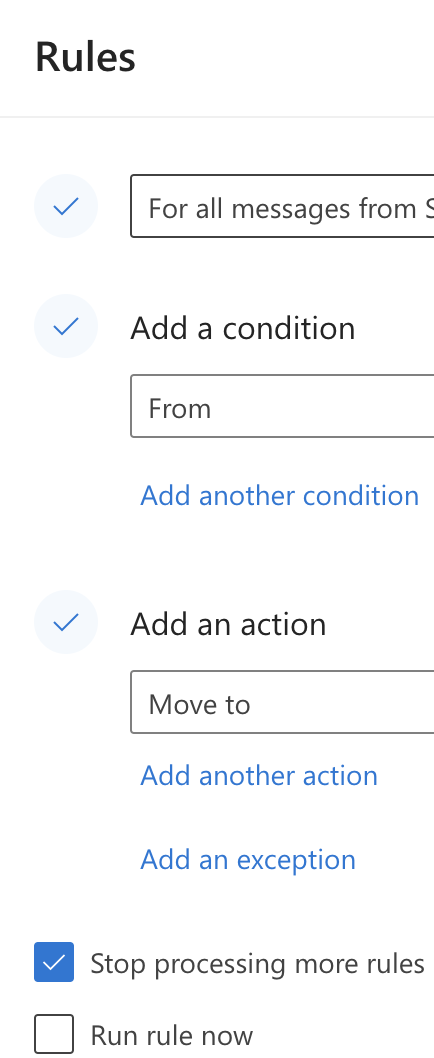 Rules
For all messages from
Add a condition
From
Add another condition
Add an action
Move to
Add another action
Add an exception
Stop processing more rules
Run rule now